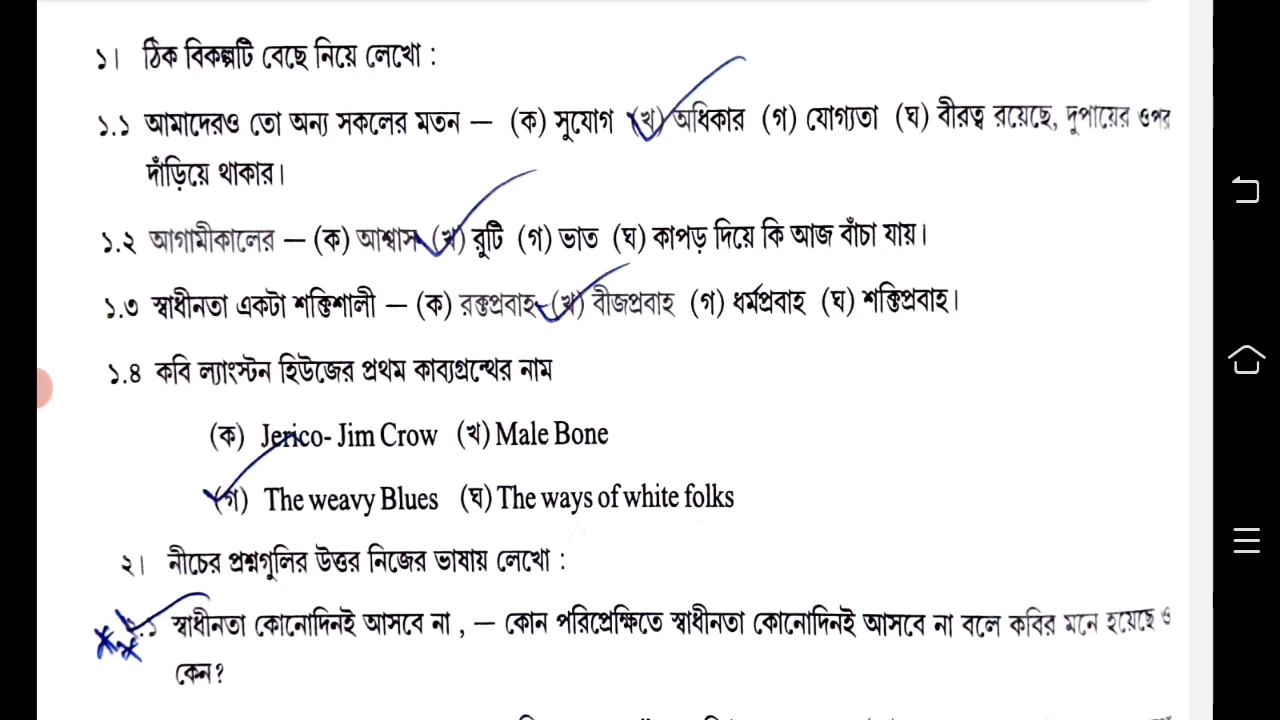 ১। ঠিক বিকল্পটি বেছে নিয়ে লেখো :
১.১ আমাদেরও তো অন্য সকলের মতন — (ক) সুযোগ (খ) অধিকার (গ) যোগ্যতা (ঘ) বীরত্ব রয়েছে, দুপায়ের ওপর
দাঁড়িয়ে থাকার।
১.২ আগামীকালের — (ক) আশ্বাস (খ) রুটি (গ) ভাত (ঘ) কাপড় দিয়ে কি আজ বাঁচা যায়।
১.৩ স্বাধীনতা একটা শক্তিশালী — (ক) রক্তপ্রবাহ (খ) বীজপ্রবাহ (গ) ধর্মপ্রবাহ (ঘ) শক্তিপ্রবাহ।
১.৪ কবি ল্যাংস্টন হিউজের প্রথম কাব্যগ্রন্থের নাম
(ক) Jerico- Jim Crow (খ) Male Bone
(গ) The weavy Blues (ঘ) The ways of white folks
২। নীচের প্রশ্নগুলির উত্তর নিজের ভাষায় লেখো :
২.১ স্বাধীনতা কোনোদিনই আসবে না , — কোন পরিপ্রেক্ষিতে স্বাধীনতা কোনোদিনই আসবে না বলে কবির মনে হয়েছে ও
কেন?